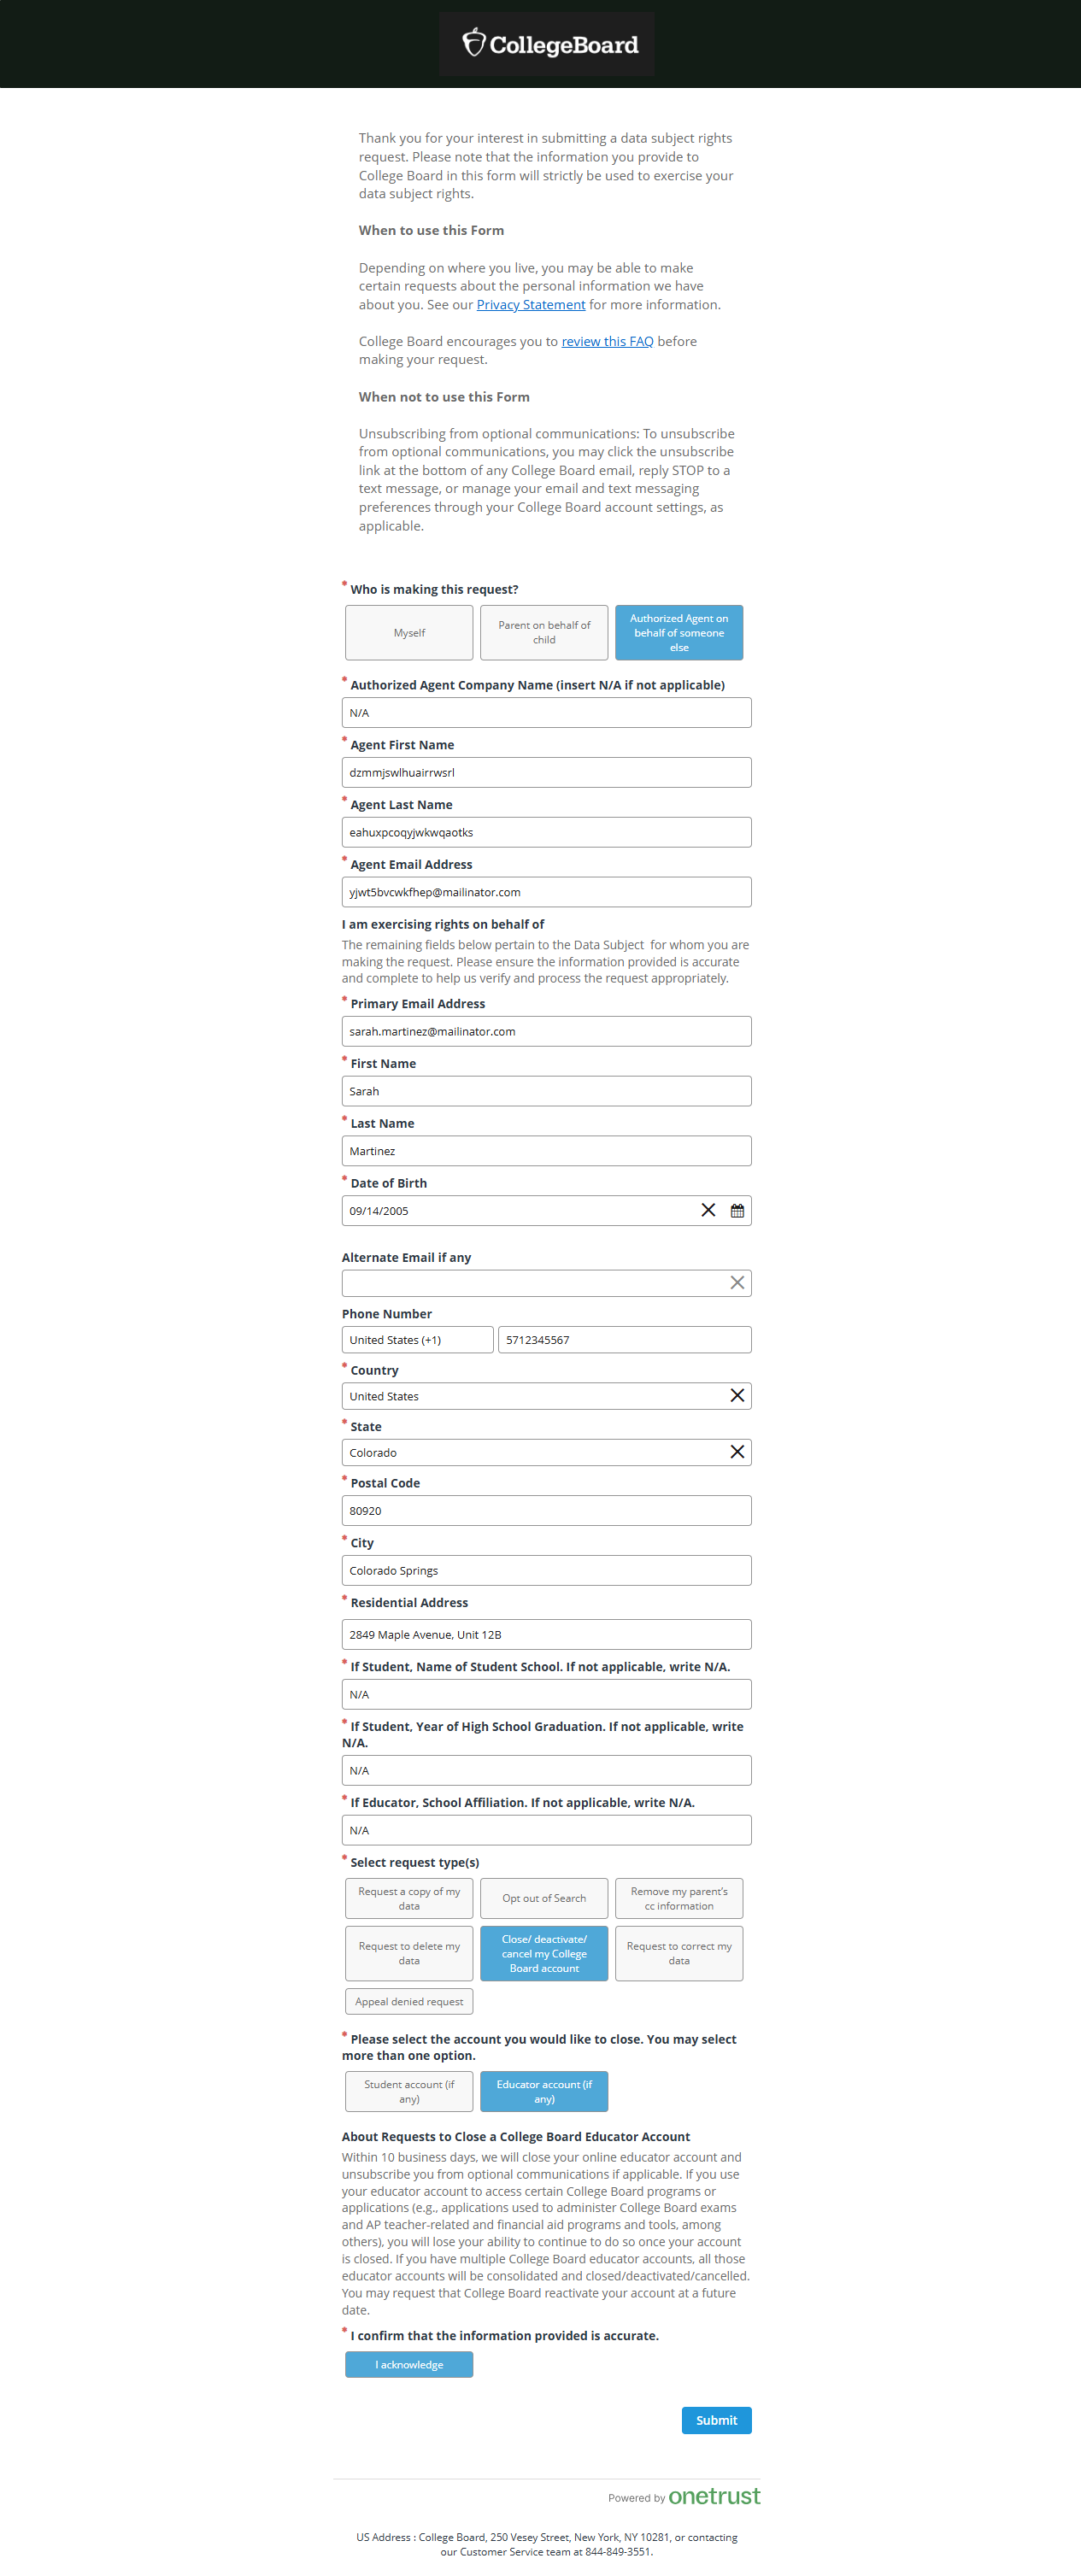 CollegeBoard
Thank you for your interest in submitting a data subject rights
request. Please note that the information you provide to
College Board in this form will strictly be used to exercise your
data subject rights.
When to use this Form
Depending on where you live, you may be able to make
certain requests about the personal information we have
about you. See our Privacy Statement for more information.
College Board encourages you to review this FAQ before
making your request.
When not to use this Form
Unsubscribing from optional communications: To unsubscribe
from optional communications, you may click the unsubscribe
link at the bottom of any College Board email, reply STOP to a
text message, or manage your email and text messaging
preferences through your College Board account settings, as
applicable.
* Who is making this request?
Myself
Parent on behalf of
child
Authorized Agent on
behalf of someone
else
* Authorized Agent Company Name (insert N/A if not applicable)
N/A
* Agent First Name
dzmmjswlhuairrwsrl
* Agent Last Name
eahuxpcoqyjwkwqaotks
* Agent Email Address
yjwt5bvcwkfhep@mailinator.com
I am exercising rights on behalf of
The remaining fields below pertain to the Data Subject for whom you are
making the request. Please ensure the information provided is accurate
and complete to help us verify and process the request appropriately.
* Primary Email Address
sarah.martinez@mailinator.com
* First Name
Sarah
* Last Name
Martinez
* Date of Birth
09/14/2005
Alternate Email if any
Phone Number
United States (+1) 5712345567
* Country
United States
* State
Colorado
* Postal Code
80920
* City
Colorado Springs
* Residential Address
2849 Maple Avenue, Unit 12B
* If Student, Name of Student School. If not applicable, write N/A.
N/A
* If Student, Year of High School Graduation. If not applicable, write
N/A.
N/A
* If Educator, School Affiliation. If not applicable, write N/A.
N/A
* Select request type(s)
Request a copy of my
data
Opt out of Search
Remove my parent's
cc information
Request to delete my
data
Close/ deactivate/
cancel my College
Board account
Request to correct my
data
Appeal denied request
* Please select the account you would like to close. You may select
more than one option.
Student account (if
any)
Educator account (if
any)
About Requests to Close a College Board Educator Account
Within 10 business days, we will close your online educator account and
unsubscribe you from optional communications if applicable. If you use
your educator account to access certain College Board programs or
applications (e.g., applications used to administer College Board exams
and AP teacher-related and financial aid programs and tools, among
others), you will lose your ability to continue to do so once your account
is closed. If you have multiple College Board educator accounts, all those
educator accounts will be consolidated and closed/deactivated/cancelled.
You may request that College Board reactivate your account at a future
date.
* I confirm that the information provided is accurate.
I acknowledge
Submit
Powered by onetrust
US Address : College Board, 250 Vesey Street, New York, NY 10281, or contacting
our Customer Service team at 844-849-3551.